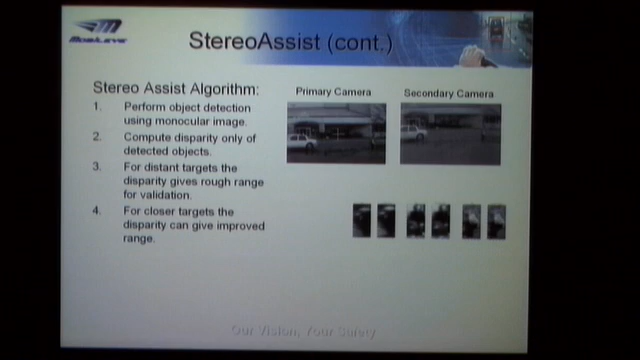 MOBILEYE
StereoAssist (cont.)
Stereo Assist Algorithm:
1. Perform object detection
using monocular image.
2. Compute disparity only of
detected objects.
3. For distant targets the
disparity gives rough range
for validation.
4. For closer targets the
disparity can give improved
range.
Primary Camera
Secondary Camera
Our Vision, Your Safety